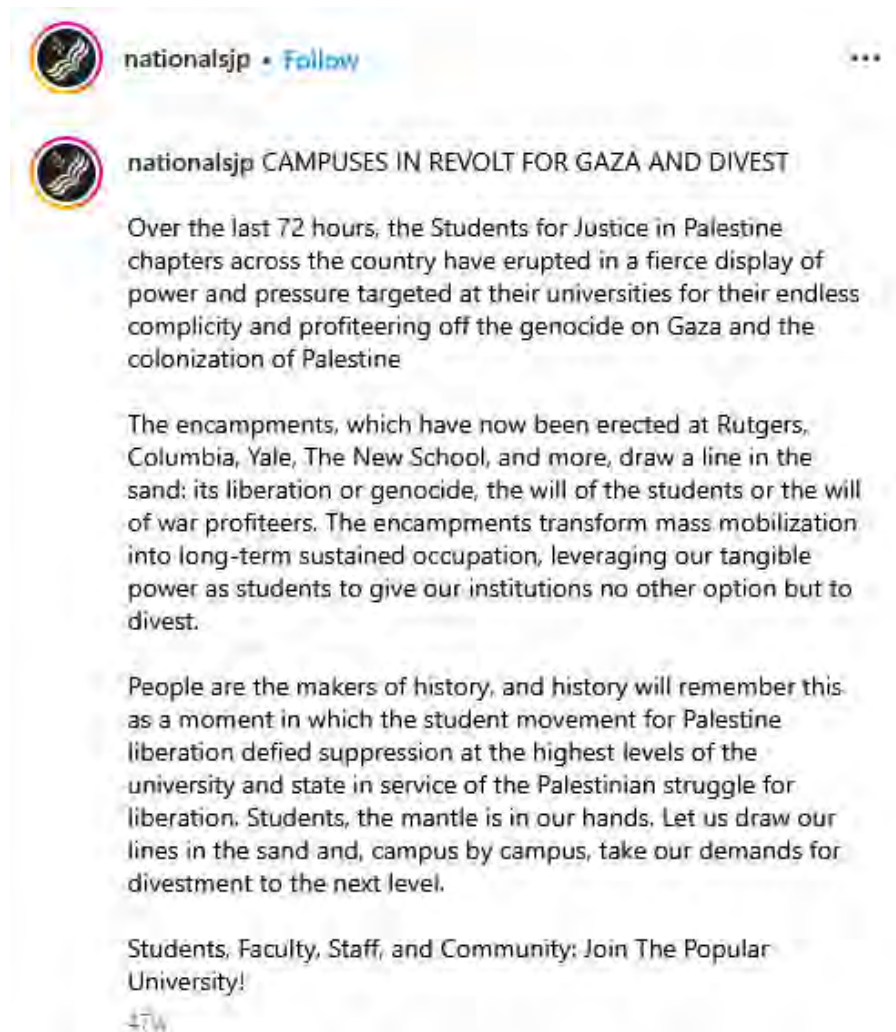 nationalsjp • Follow
nationalsjp CAMPUSES IN REVOLT FOR GAZA AND DIVEST
Over the last 72 hours, the Students for Justice in Palestine
chapters across the country have erupted in a fierce display of
power and pressure targeted at their universities for their endless
complicity and profiteering off the genocide on Gaza and the
colonization of Palestine
The encampments, which have now been erected at Rutgers,
Columbia, Yale, The New School, and more, draw a line in the
sand: its liberation or genocide, the will of the students or the will
of war profiteers. The encampments transform mass mobilization
into long-term sustained occupation, leveraging our tangible
power as students to give our institutions no other option but to
divest.
People are the makers of history, and history will remember this
as a moment in which the student movement for Palestine
liberation defied suppression at the highest levels of the
university and state in service of the Palestinian struggle for
liberation. Students, the mantle is in our hands. Let us draw our
lines in the sand and, campus by campus, take our demands for
divestment to the next level.
Students, Faculty, Staff, and Community: Join The Popular
University!
47w